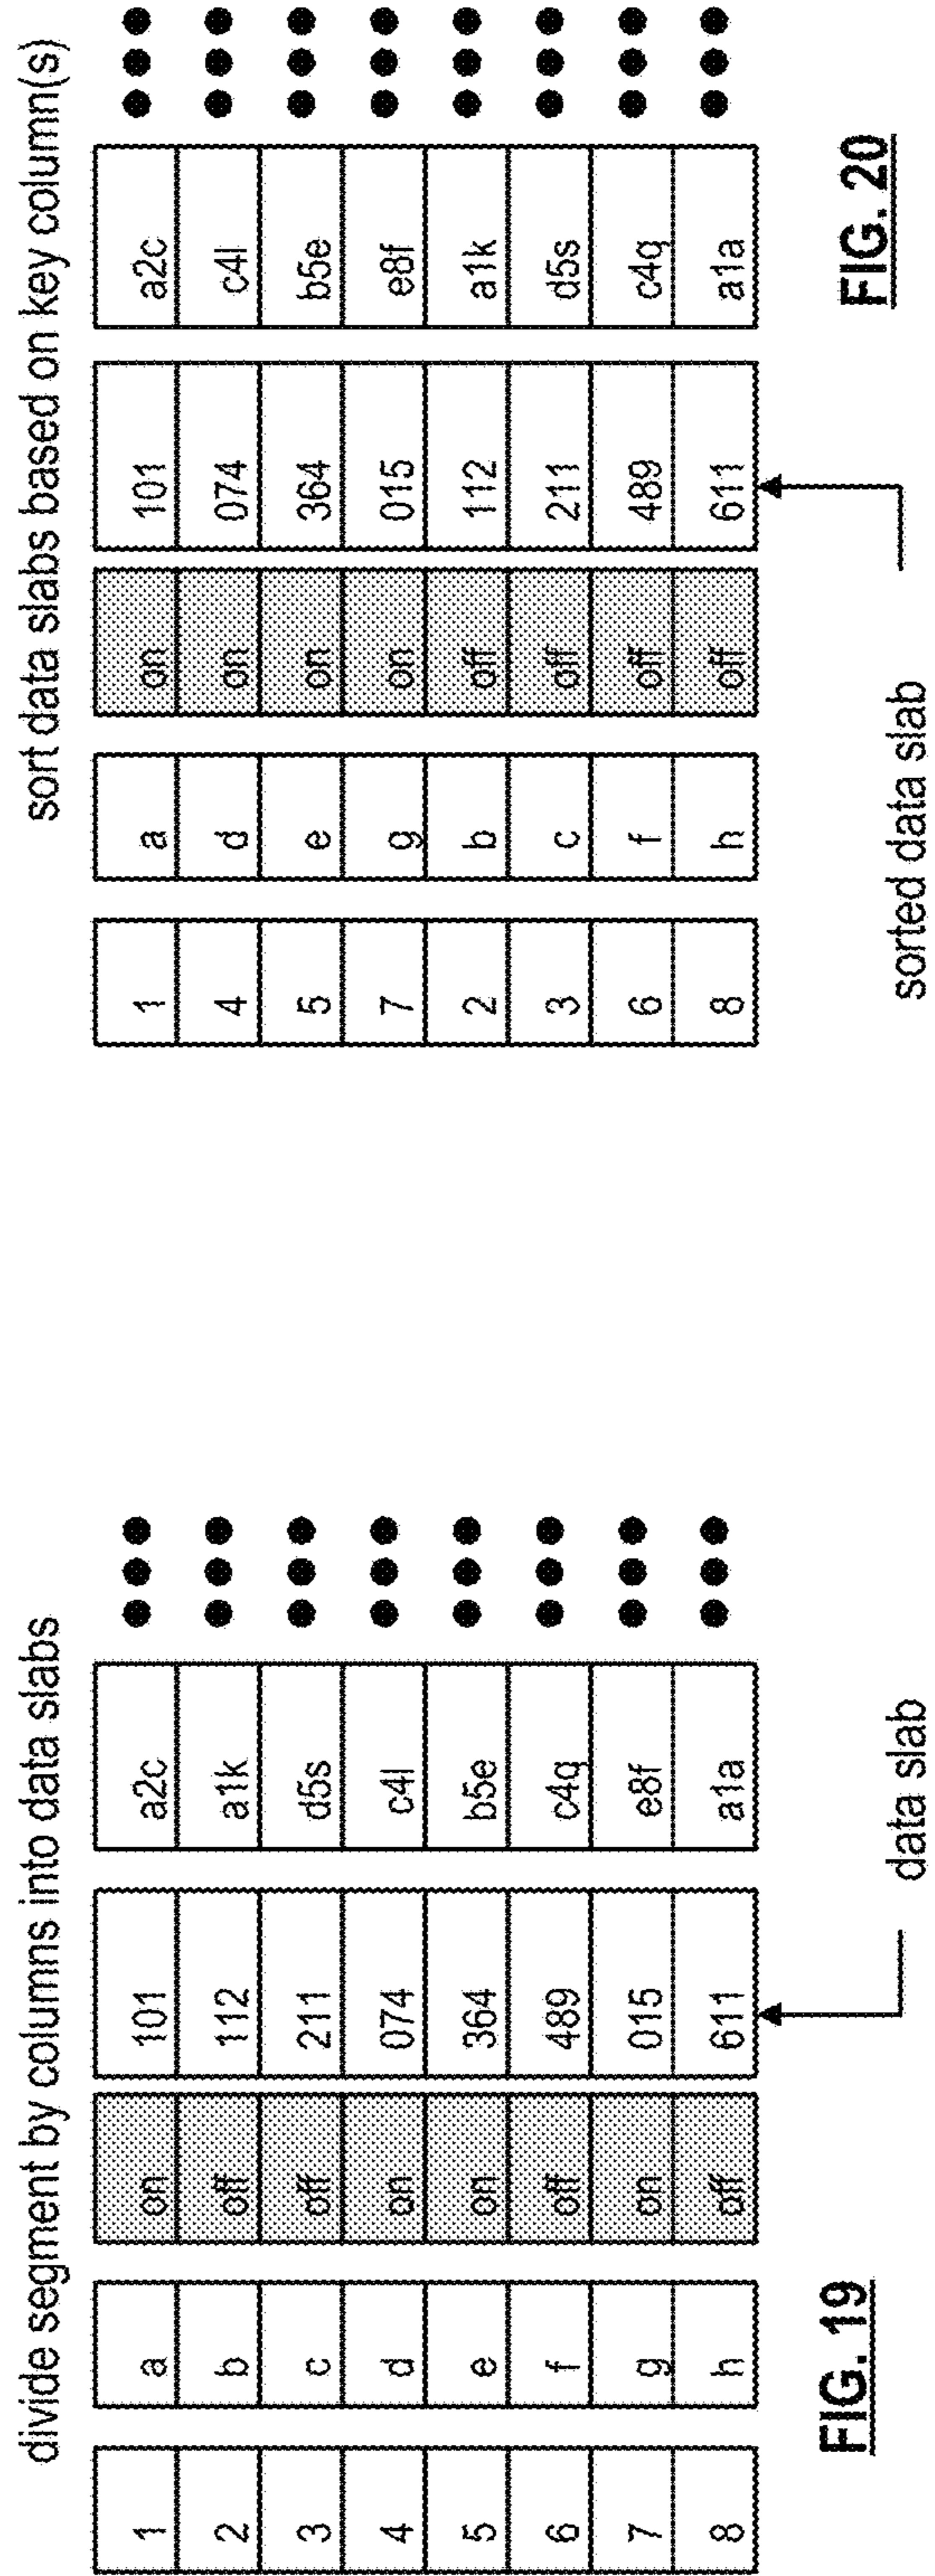 divide segment by columns into data slabs
1 a on 101 a2c
2 b off 112 a1k
3 c off 211 d5s
4 d on 074 c4l
5 e on 364 b5e
6 f off 489 c4q
7 g on 015 e8f
8 h off 611 a1a
data slab
FIG. 19
sort data slabs based on key column(s)
1 a on 101 a2c
4 d on 074 c4l
5 e on 364 b5e
7 g on 015 e8f
2 b off 112 a1k
3 c off 211 d5s
6 f off 489 c4q
8 h off 611 a1a
sorted data slab
FIG. 20